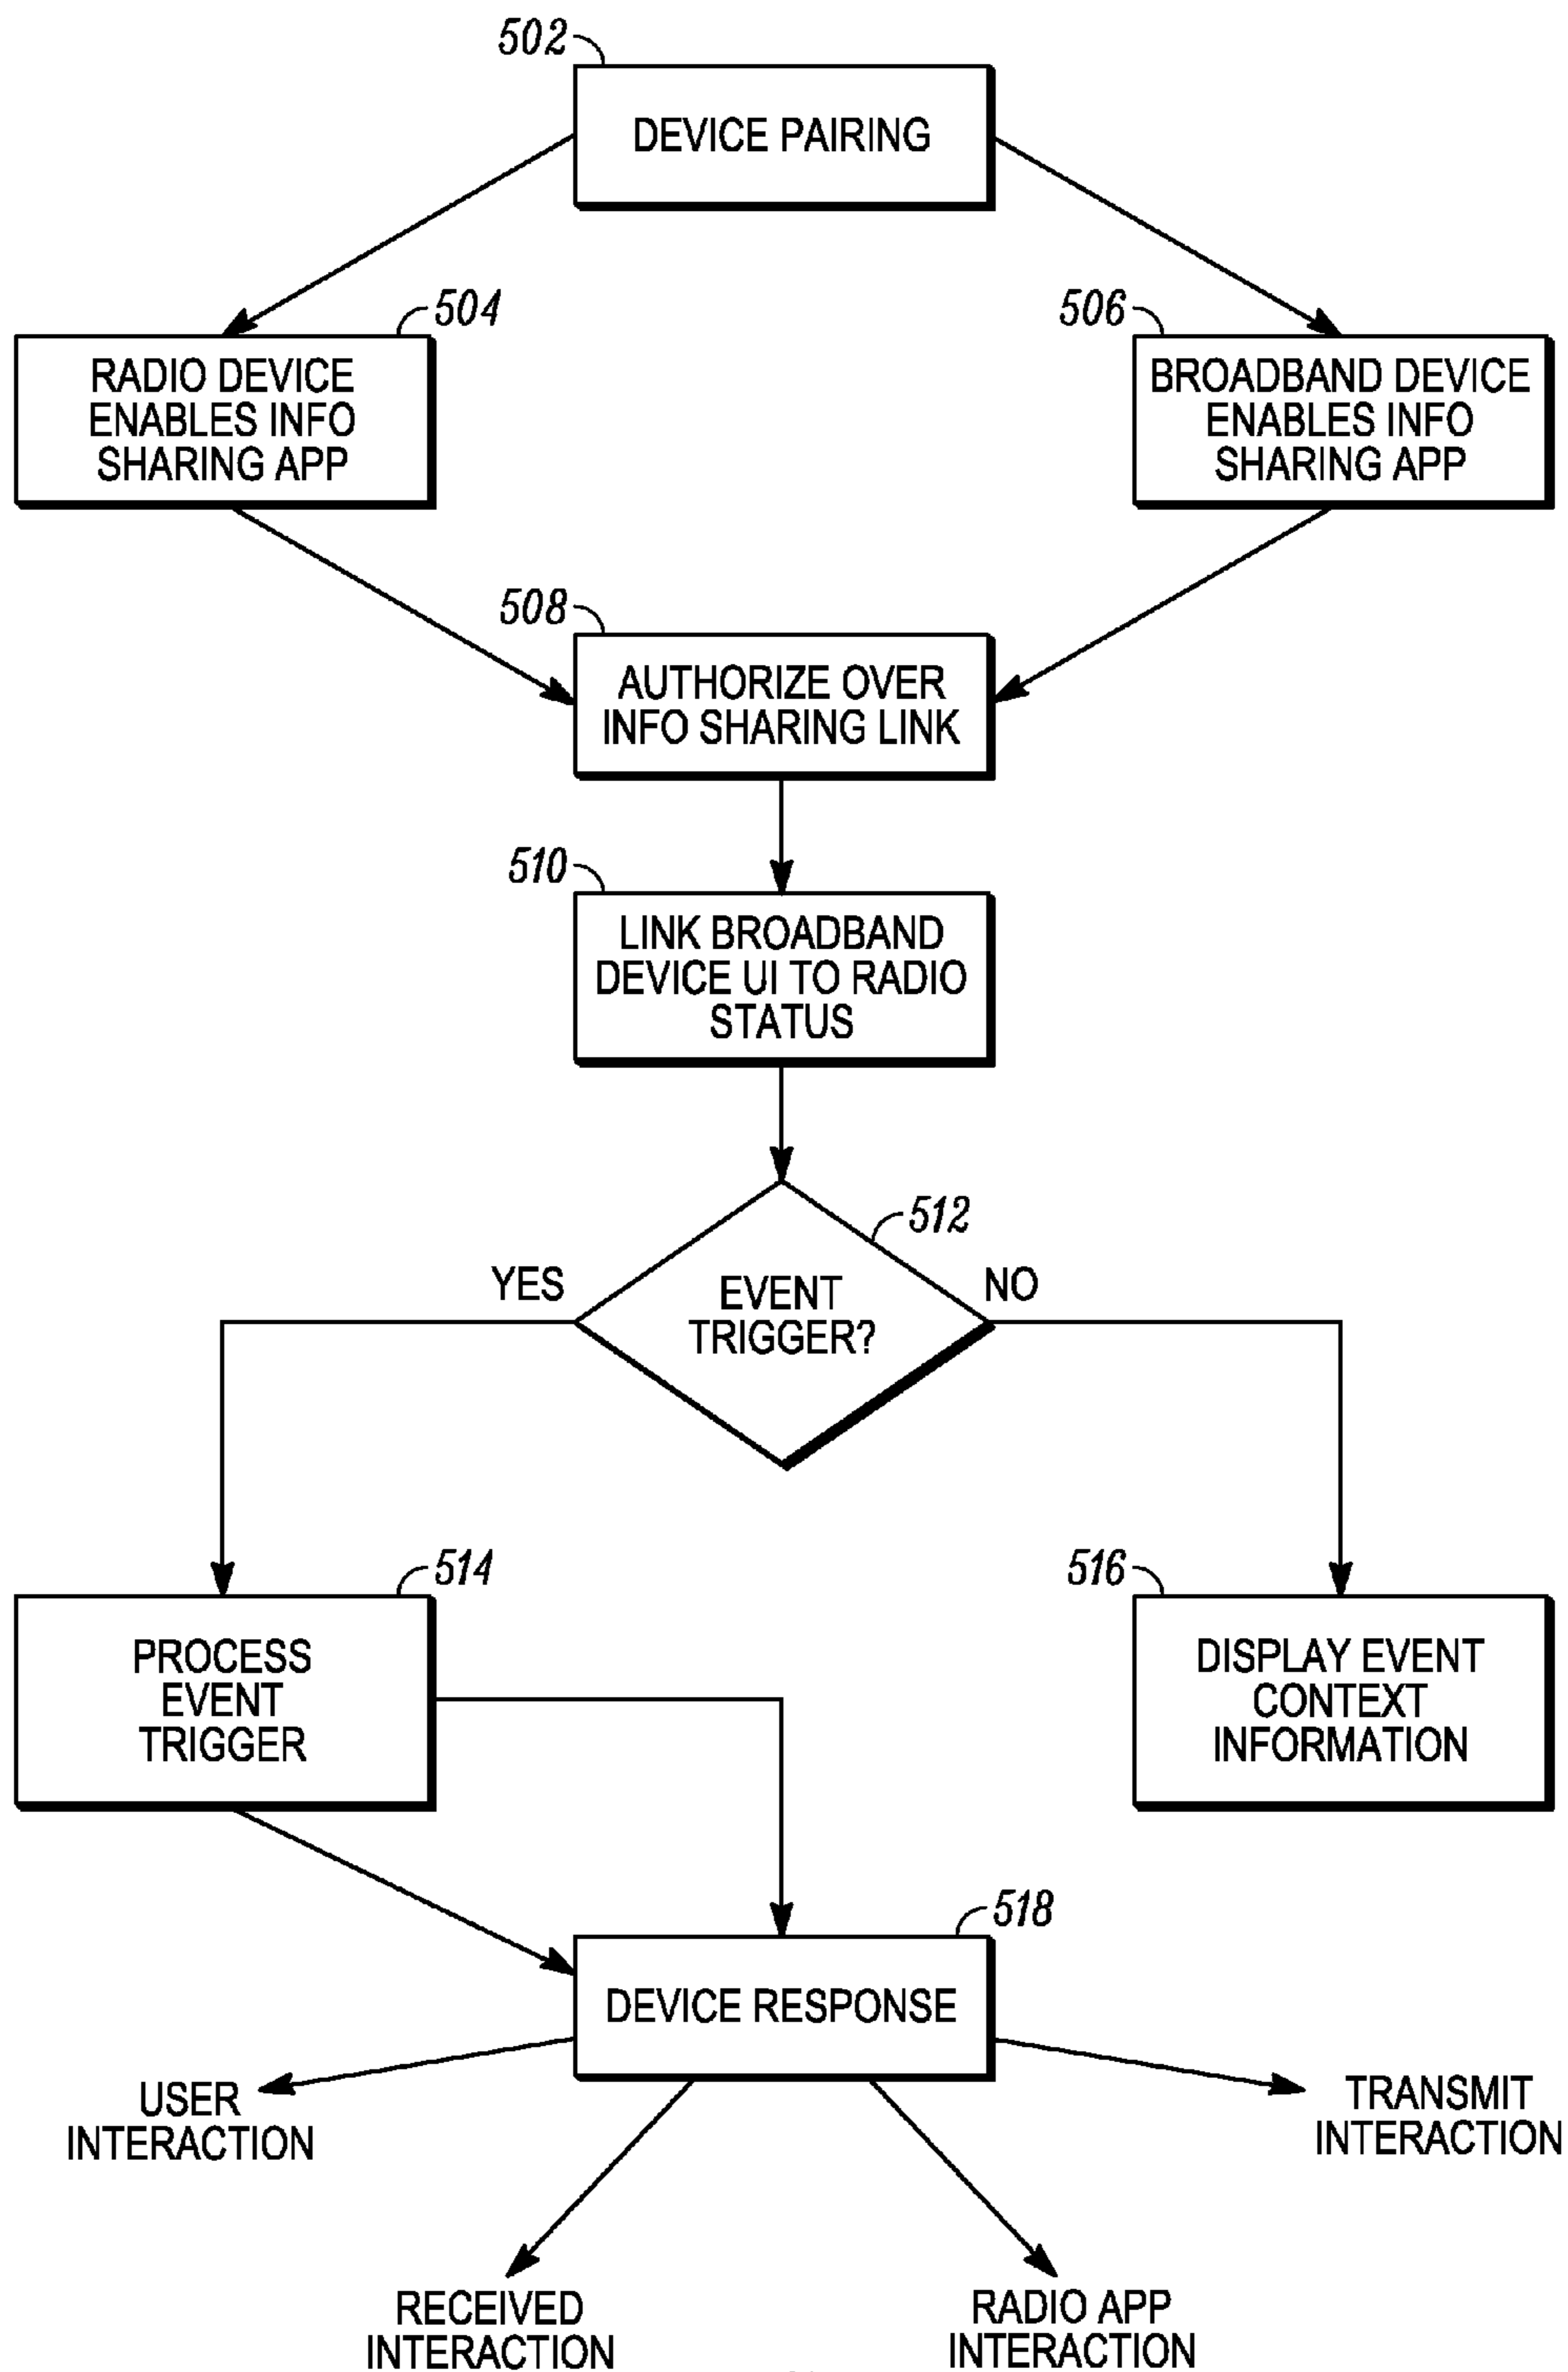 502
DEVICE PAIRING
504
RADIO DEVICE
ENABLES INFO
SHARING APP
506
BROADBAND DEVICE
ENABLES INFO
SHARING APP
508
AUTHORIZE OVER
INFO SHARING LINK
510
LINK BROADBAND
DEVICE UI TO RADIO
STATUS
512
YES
EVENT
TRIGGER?
NO
514
PROCESS
EVENT
TRIGGER
516
DISPLAY EVENT
CONTEXT
INFORMATION
518
DEVICE RESPONSE
USER
INTERACTION
TRANSMIT
INTERACTION
RECEIVED
INTERACTION
RADIO APP
INTERACTION